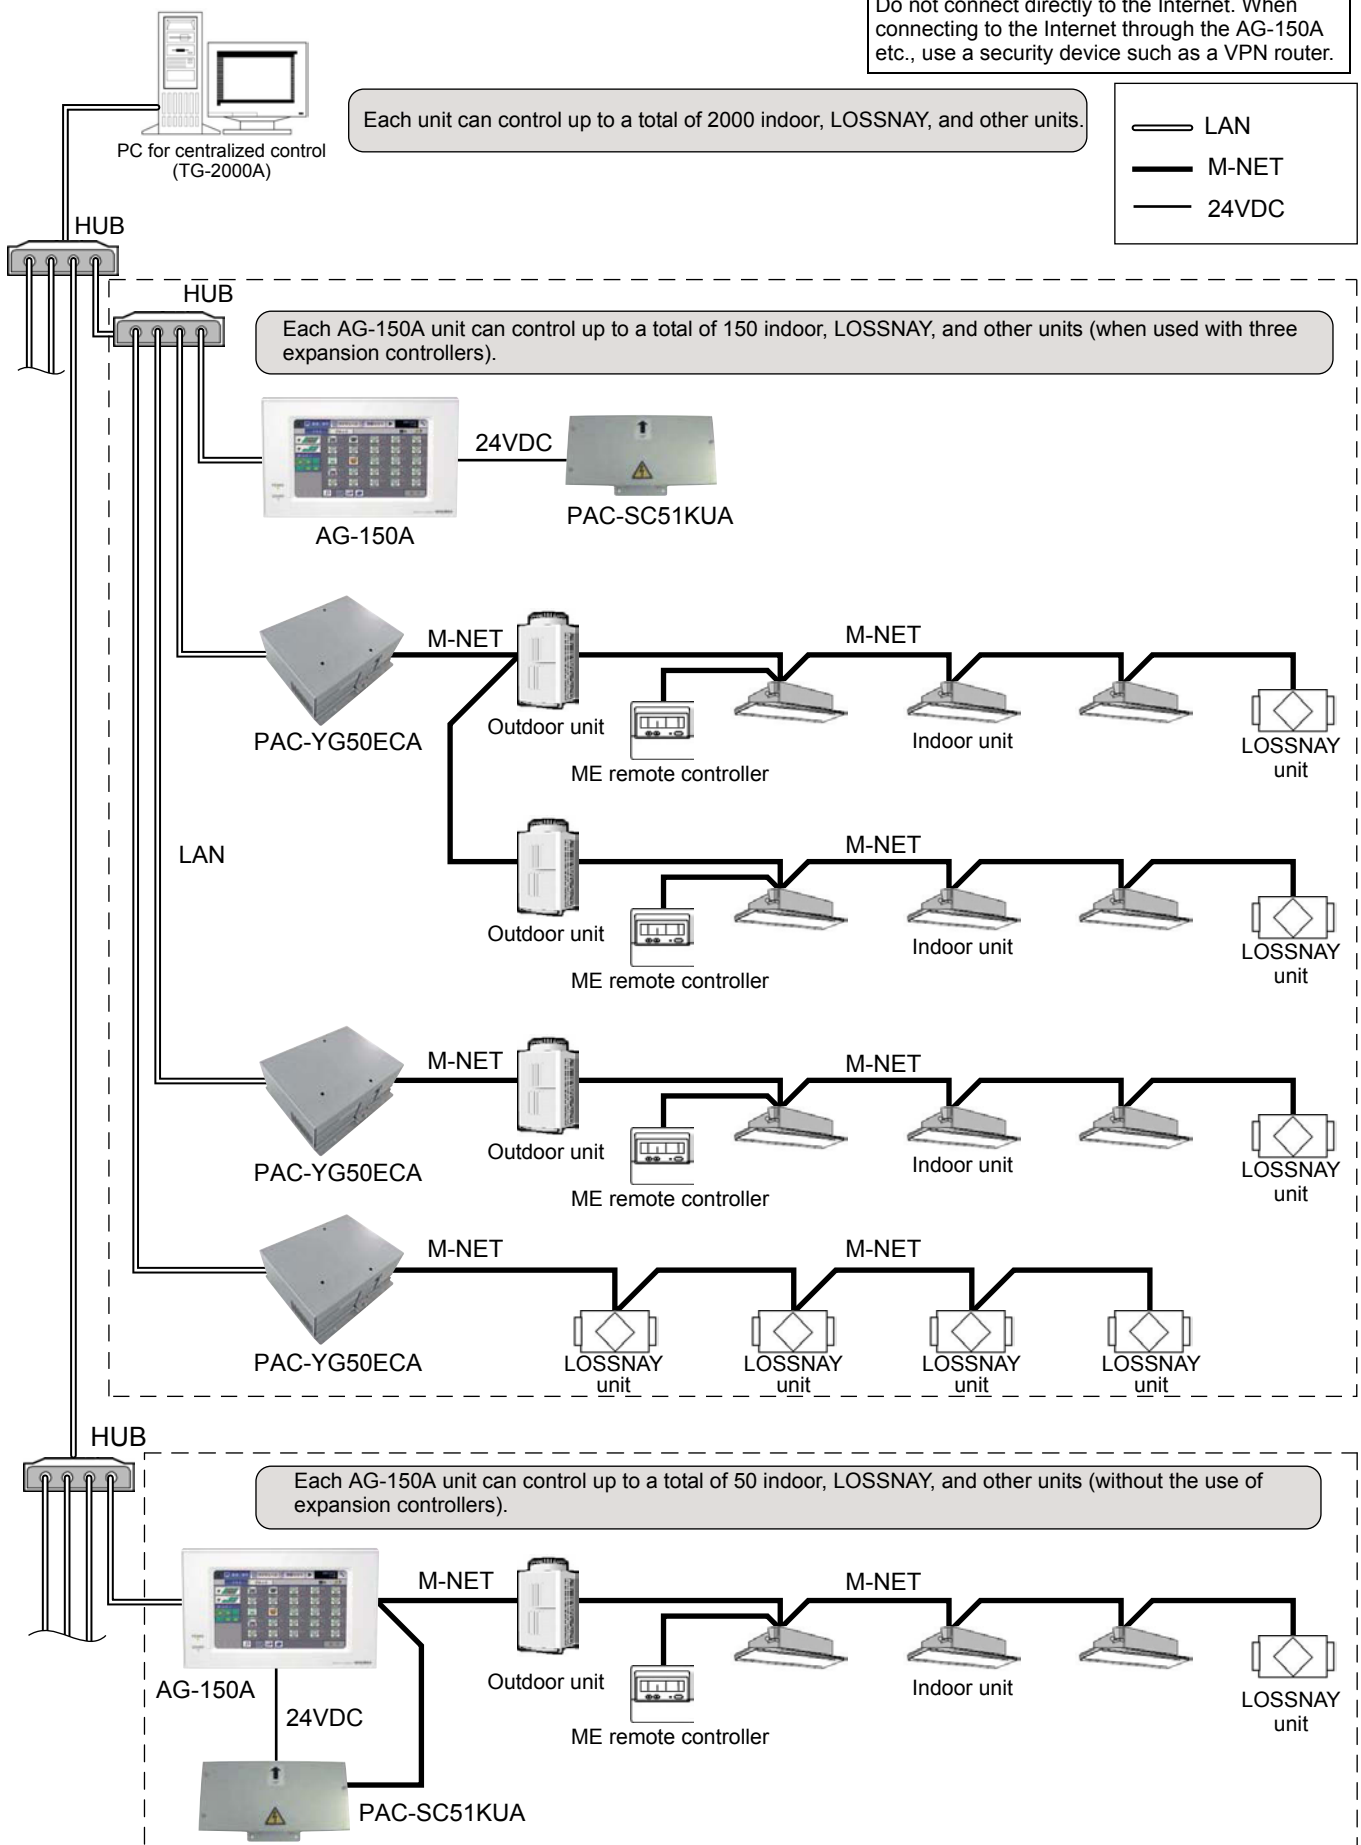 Do not connect directly to the Internet. When
connecting to the Internet through the AG-150A
etc., use a security device such as a VPN router.
PC for centralized control
(TG-2000A)
Each unit can control up to a total of 2000 indoor, LOSSNAY, and other units.
LAN
M-NET
24VDC
HUB
HUB
Each AG-150A unit can control up to a total of 150 indoor, LOSSNAY, and other units (when used with three
expansion controllers).
24VDC
AG-150A
PAC-SC51KUA
M-NET
M-NET
PAC-YG50ECA
Outdoor unit
ME remote controller
Indoor unit
LOSSNAY
unit
LAN
M-NET
Outdoor unit
ME remote controller
Indoor unit
LOSSNAY
unit
M-NET
M-NET
PAC-YG50ECA
Outdoor unit
ME remote controller
Indoor unit
LOSSNAY
unit
M-NET
M-NET
PAC-YG50ECA
LOSSNAY
unit
LOSSNAY
unit
LOSSNAY
unit
LOSSNAY
unit
HUB
Each AG-150A unit can control up to a total of 50 indoor, LOSSNAY, and other units (without the use of
expansion controllers).
M-NET
M-NET
AG-150A
Outdoor unit
ME remote controller
Indoor unit
LOSSNAY
unit
24VDC
PAC-SC51KUA